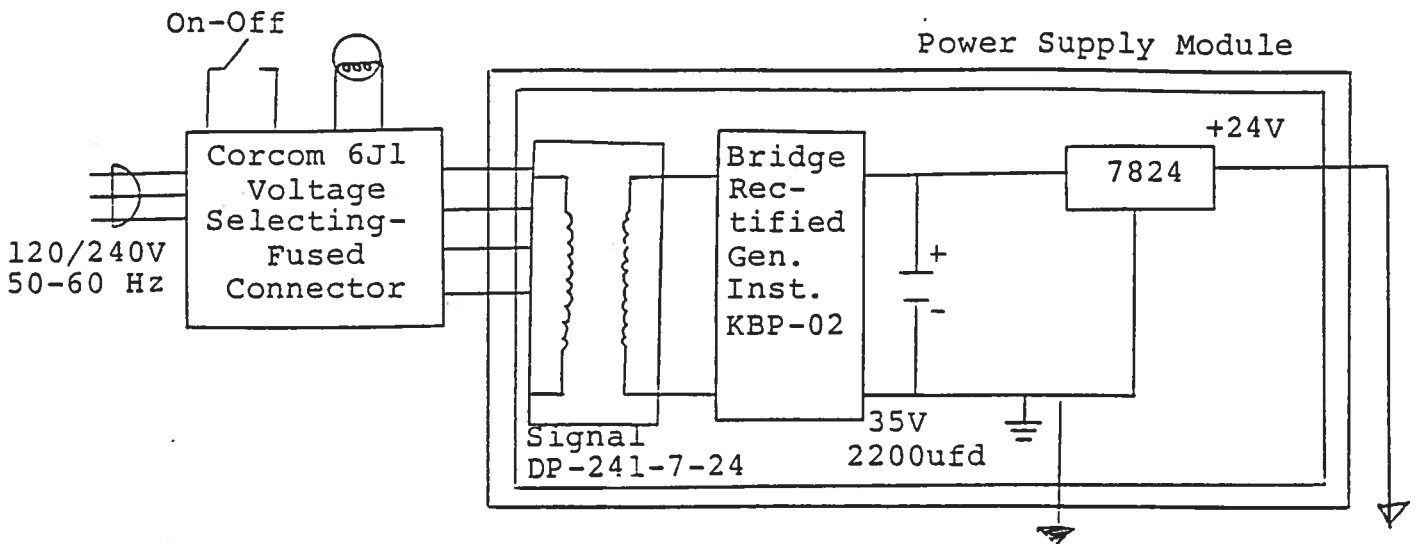 On-Off
Power Supply Module
Corcom 6J1
Voltage
Selecting-
Fused
Connector
120/240V
50-60 Hz
Bridge
Rec-
tified
Gen.
Inst.
KBP-02
+24V
7824
+
-
35V
2200ufd
Signal
DP-241-7-24